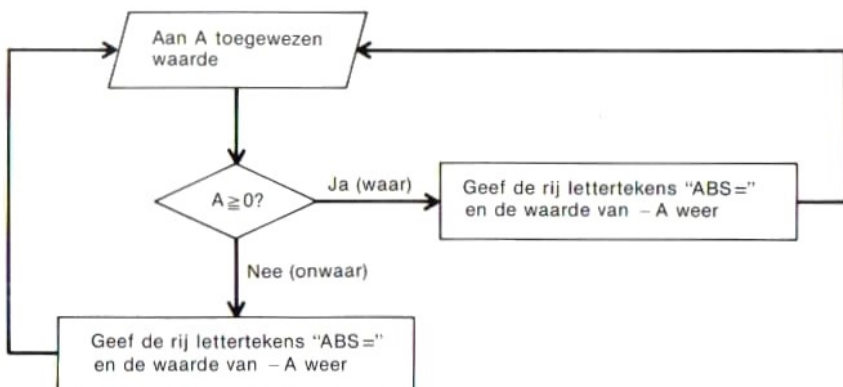 Aan A toegewezen
waarde
A≧0?
Ja (waar)
Geef de rij lettertekens “ABS=”
en de waarde van −A weer
Nee (onwaar)
Geef de rij lettertekens “ABS=”
en de waarde van −A weer